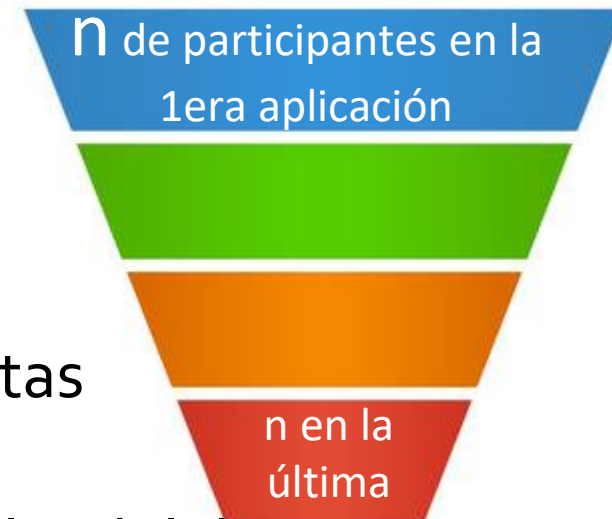 n de participantes en la
1era aplicación
tas
n en la
última